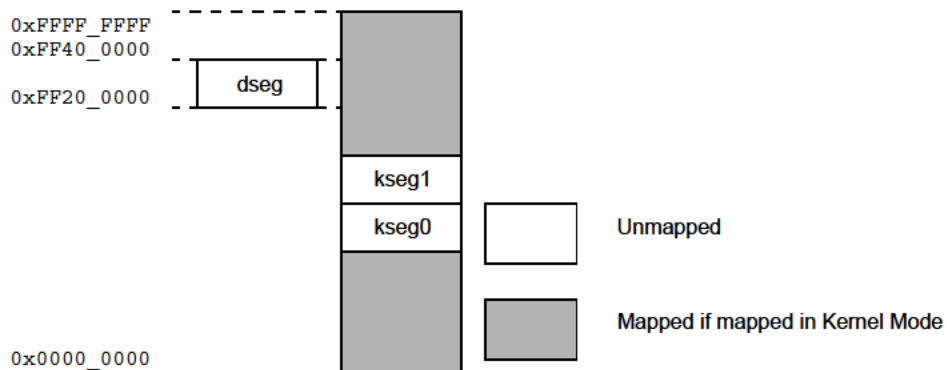 0xFFFF_FFFF
0xFF40_0000
dseg
0xFF20_0000
kseg1
kseg0
Unmapped
Mapped if mapped in Kernel Mode
0x0000_0000